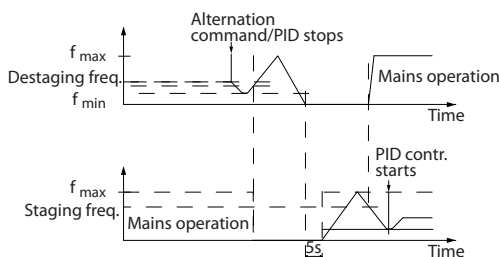 Alternation
command/PID stops
f max
Destaging freq.
f min
Mains operation
Time
PID contr.
starts
f max
Staging freq.
Mains operation
5s
Time